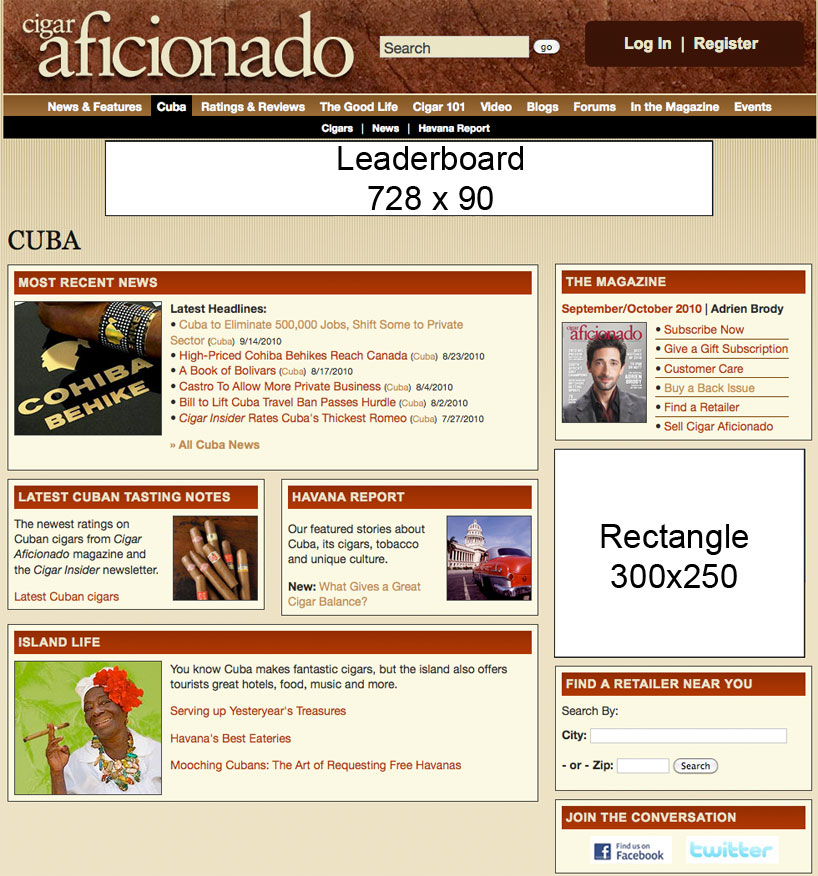 cigar
aficionado
Search
go
Log In | Register
News & Features Cuba Ratings & Reviews The Good Life Cigar 101 Video Blogs Forums In the Magazine Events
Cigars | News | Havana Report
Leaderboard
728 x 90
CUBA
MOST RECENT NEWS
COHIBA
BEHIKE
Latest Headlines:
• Cuba to Eliminate 500,000 Jobs, Shift Some to Private
Sector (Cuba) 9/14/2010
• High-Priced Cohiba Behikes Reach Canada (Cuba) 8/23/2010
• A Book of Bolivars (Cuba) 8/17/2010
• Castro To Allow More Private Business (Cuba) 8/4/2010
• Bill to Lift Cuba Travel Ban Passes Hurdle (Cuba) 8/2/2010
• Cigar Insider Rates Cuba's Thickest Romeo (Cuba) 7/27/2010
» All Cuba News
THE MAGAZINE
September/October 2010 | Adrien Brody
cigar
aficionado
ADRIEN
BRODY
• Subscribe Now
• Give a Gift Subscription
• Customer Care
• Buy a Back Issue
• Find a Retailer
• Sell Cigar Aficionado
LATEST CUBAN TASTING NOTES
The newest ratings on
Cuban cigars from Cigar
Aficionado magazine and
the Cigar Insider newsletter.
Latest Cuban cigars
HAVANA REPORT
Our featured stories about
Cuba, its cigars, tobacco
and unique culture.
New: What Gives a Great
Cigar Balance?
Rectangle
300x250
ISLAND LIFE
You know Cuba makes fantastic cigars, but the island also offers
tourists great hotels, food, music and more.
Serving up Yesteryear's Treasures
Havana's Best Eateries
Mooching Cubans: The Art of Requesting Free Havanas
FIND A RETAILER NEAR YOU
Search By:
City:
- or - Zip:
Search
JOIN THE CONVERSATION
Find us on
Facebook
twitter